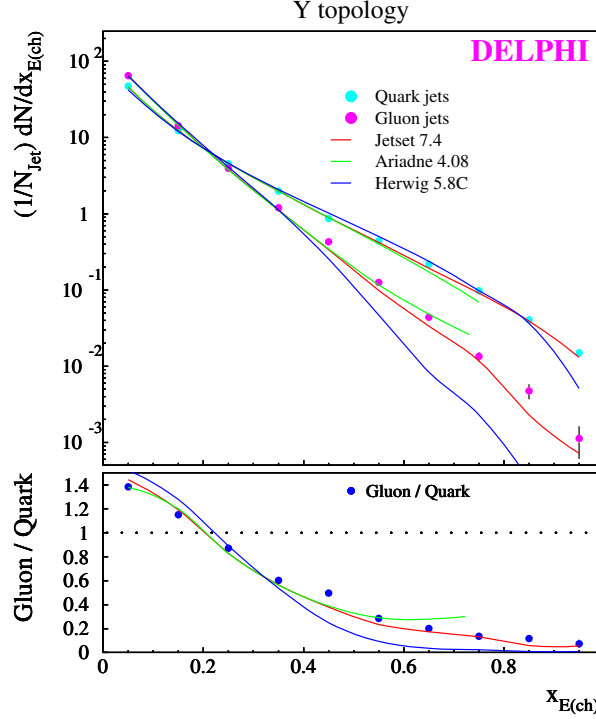 Y topology
DELPHI
(1/N_Jet) dN/dx_E(ch)
10^2
10
1
10^-1
10^-2
10^-3
Quark jets
Gluon jets
Jetset 7.4
Ariadne 4.08
Herwig 5.8C
Gluon / Quark
1.4
1.2
1
0.8
0.6
0.4
0.2
0
Gluon / Quark
0
0.2
0.4
0.6
0.8
x_E(ch)